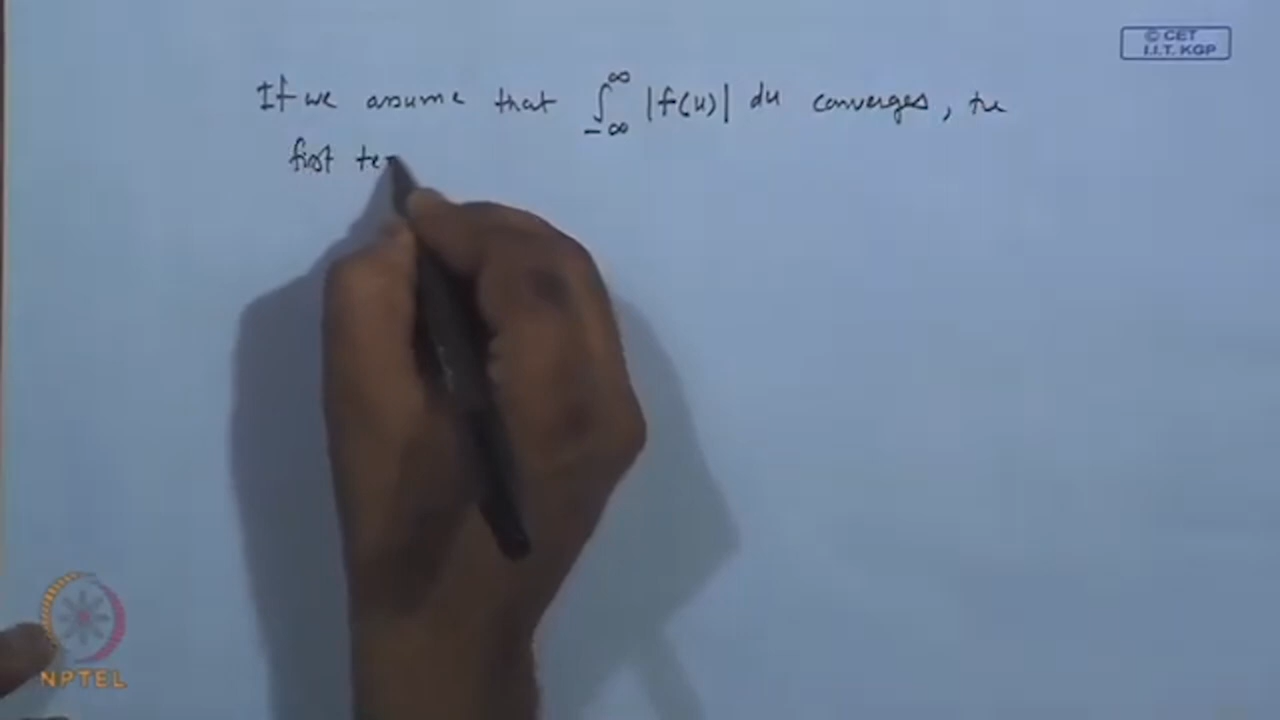 © CET
I.I.T. KGP
If we assume that ∫_{-∞}^{∞} |f(u)| du converges, the
first te
NPTEL